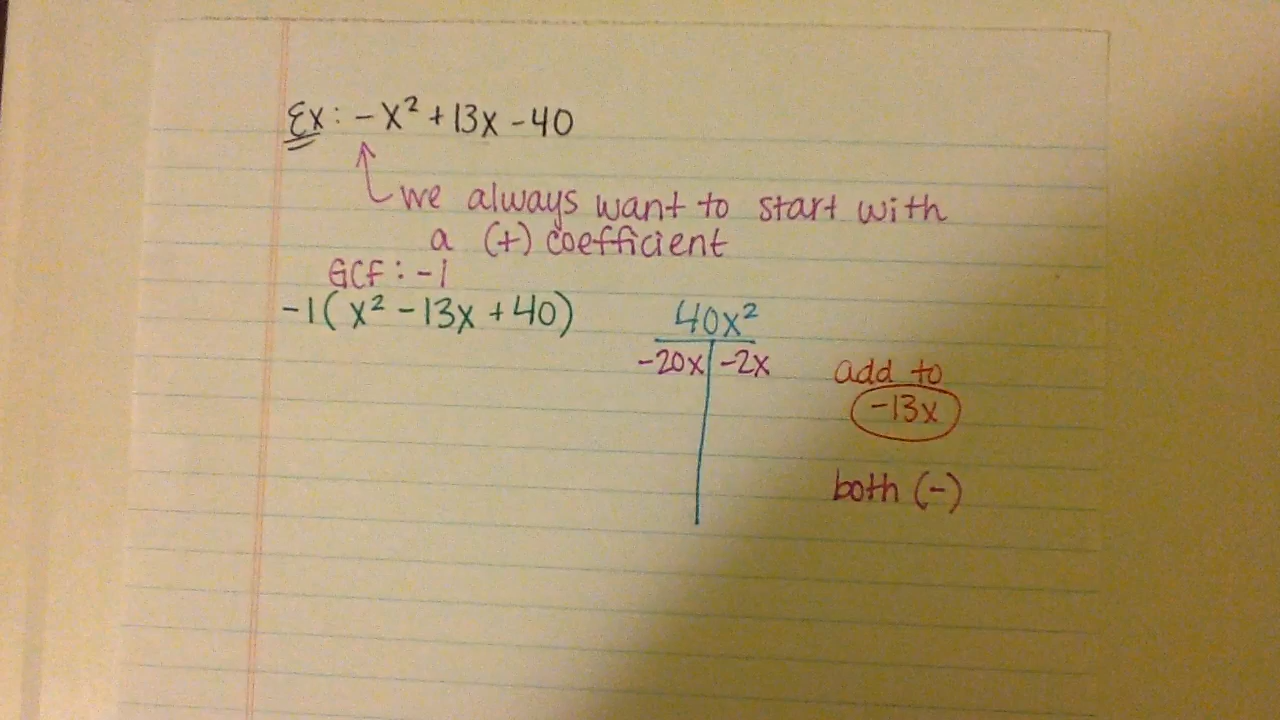 Ex: -x² + 13x - 40
we always want to start with
a (+) coefficient
GCF: -1
-1(x² - 13x + 40)
40x²
-20x -2x
add to
-13x
both (-)